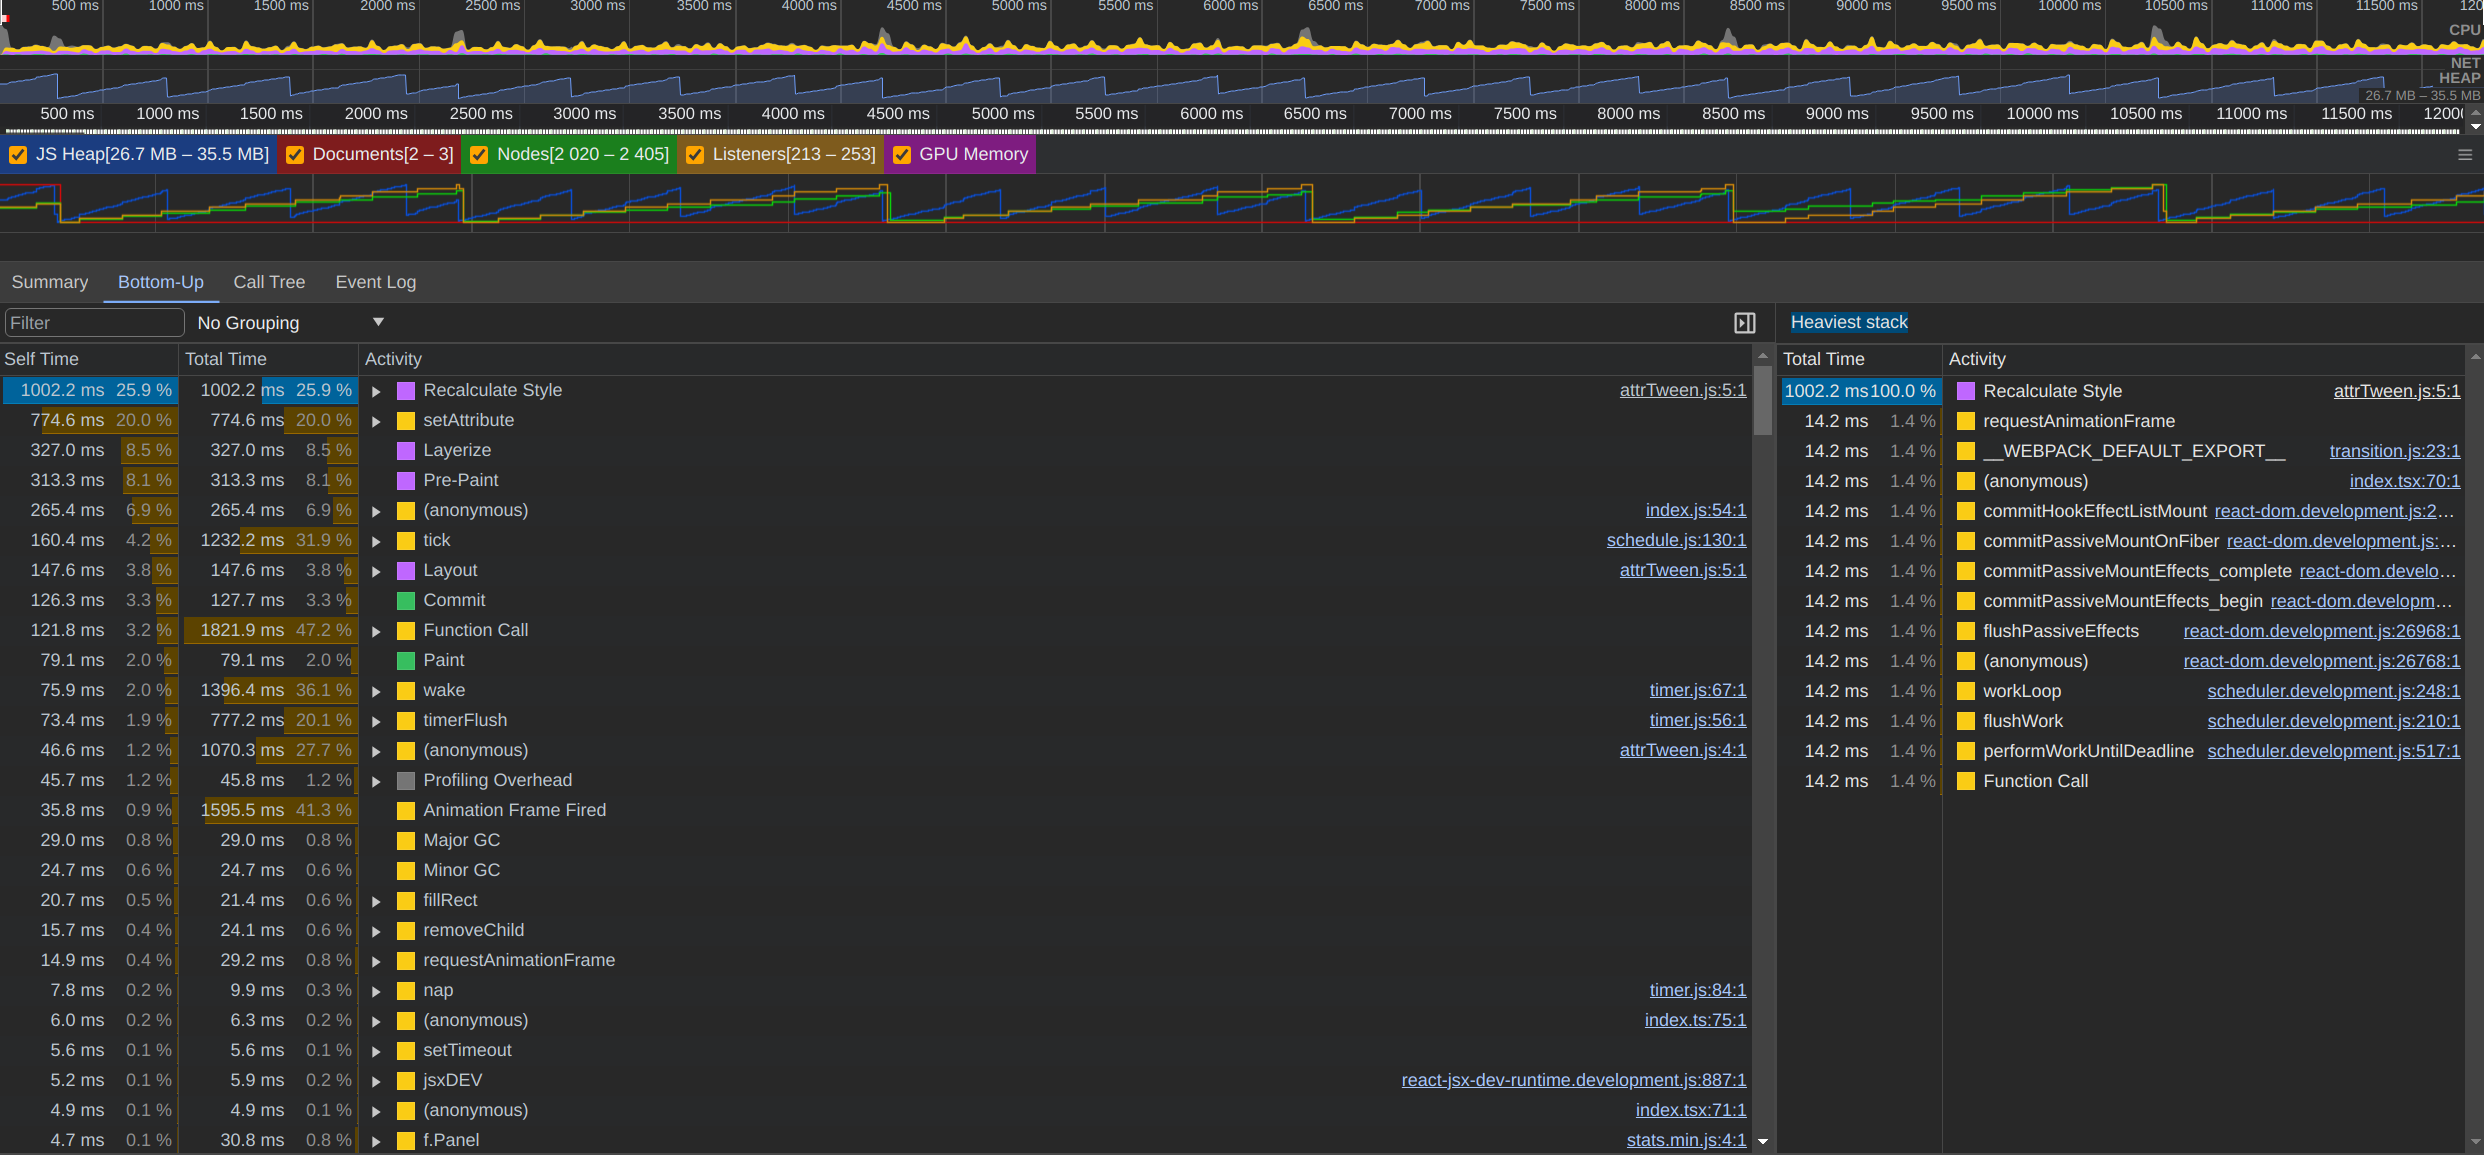 500 ms 1000 ms 1500 ms 2000 ms 2500 ms 3000 ms 3500 ms 4000 ms 4500 ms 5000 ms 5500 ms 6000 ms 6500 ms 7000 ms 7500 ms 8000 ms 8500 ms 9000 ms 9500 ms 10000 ms 10500 ms 11000 ms 11500 ms 120
CPU
NET
HEAP
26.7 MB – 35.5 MB
500 ms 1000 ms 1500 ms 2000 ms 2500 ms 3000 ms 3500 ms 4000 ms 4500 ms 5000 ms 5500 ms 6000 ms 6500 ms 7000 ms 7500 ms 8000 ms 8500 ms 9000 ms 9500 ms 10000 ms 10500 ms 11000 ms 11500 ms 1200
JS Heap[26.7 MB – 35.5 MB] Documents[2 – 3] Nodes[2 020 – 2 405] Listeners[213 – 253] GPU Memory
Summary Bottom-Up Call Tree Event Log
Filter No Grouping
Self Time Total Time Activity
1002.2 ms 25.9 % 1002.2 ms 25.9 % Recalculate Style attrTween.js:5:1
774.6 ms 20.0 % 774.6 ms 20.0 % setAttribute
327.0 ms 8.5 % 327.0 ms 8.5 % Layerize
313.3 ms 8.1 % 313.3 ms 8.1 % Pre-Paint
265.4 ms 6.9 % 265.4 ms 6.9 % (anonymous) index.js:54:1
160.4 ms 4.2 % 1232.2 ms 31.9 % tick schedule.js:130:1
147.6 ms 3.8 % 147.6 ms 3.8 % Layout attrTween.js:5:1
126.3 ms 3.3 % 127.7 ms 3.3 % Commit
121.8 ms 3.2 % 1821.9 ms 47.2 % Function Call
79.1 ms 2.0 % 79.1 ms 2.0 % Paint
75.9 ms 2.0 % 1396.4 ms 36.1 % wake timer.js:67:1
73.4 ms 1.9 % 777.2 ms 20.1 % timerFlush timer.js:56:1
46.6 ms 1.2 % 1070.3 ms 27.7 % (anonymous) attrTween.js:4:1
45.7 ms 1.2 % 45.8 ms 1.2 % Profiling Overhead
35.8 ms 0.9 % 1595.5 ms 41.3 % Animation Frame Fired
29.0 ms 0.8 % 29.0 ms 0.8 % Major GC
24.7 ms 0.6 % 24.7 ms 0.6 % Minor GC
20.7 ms 0.5 % 21.4 ms 0.6 % fillRect
15.7 ms 0.4 % 24.1 ms 0.6 % removeChild
14.9 ms 0.4 % 29.2 ms 0.8 % requestAnimationFrame
7.8 ms 0.2 % 9.9 ms 0.3 % nap timer.js:84:1
6.0 ms 0.2 % 6.3 ms 0.2 % (anonymous) index.ts:75:1
5.6 ms 0.1 % 5.6 ms 0.1 % setTimeout
5.2 ms 0.1 % 5.9 ms 0.2 % jsxDEV react-jsx-dev-runtime.development.js:887:1
4.9 ms 0.1 % 4.9 ms 0.1 % (anonymous) index.tsx:71:1
4.7 ms 0.1 % 30.8 ms 0.8 % f.Panel stats.min.js:4:1
Heaviest stack
Total Time Activity
1002.2 ms 100.0 % Recalculate Style attrTween.js:5:1
14.2 ms 1.4 % requestAnimationFrame
14.2 ms 1.4 % __WEBPACK_DEFAULT_EXPORT__ transition.js:23:1
14.2 ms 1.4 % (anonymous) index.tsx:70:1
14.2 ms 1.4 % commitHookEffectListMount react-dom.development.js:2…
14.2 ms 1.4 % commitPassiveMountOnFiber react-dom.development.js:…
14.2 ms 1.4 % commitPassiveMountEffects_complete react-dom.develo…
14.2 ms 1.4 % commitPassiveMountEffects_begin react-dom.developm…
14.2 ms 1.4 % flushPassiveEffects react-dom.development.js:26968:1
14.2 ms 1.4 % (anonymous) react-dom.development.js:26768:1
14.2 ms 1.4 % workLoop scheduler.development.js:248:1
14.2 ms 1.4 % flushWork scheduler.development.js:210:1
14.2 ms 1.4 % performWorkUntilDeadline scheduler.development.js:517:1
14.2 ms 1.4 % Function Call